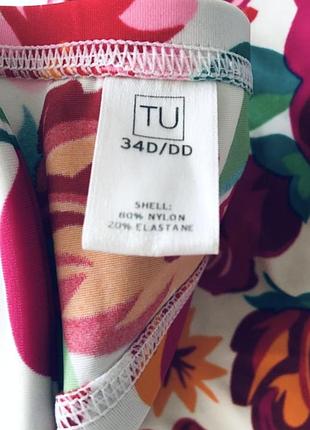 TU
34D/DD
SHELL:
80% NYLON
20% ELASTANE